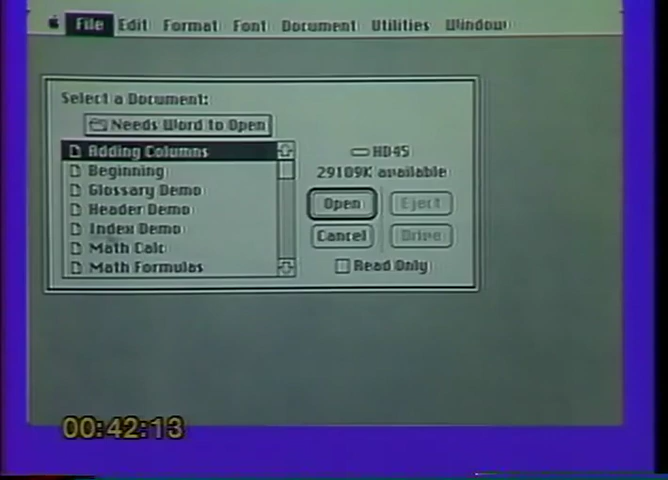 File Edit Format Font Document Utilities Window
Select a Document:
Needs Word to Open
Adding Columns
Beginning
Glossary Demo
Header Demo
Index Demo
Math Calc
Math Formulas
HD45
29109K available
Open Eject
Cancel Drive
Read Only
00:42:13